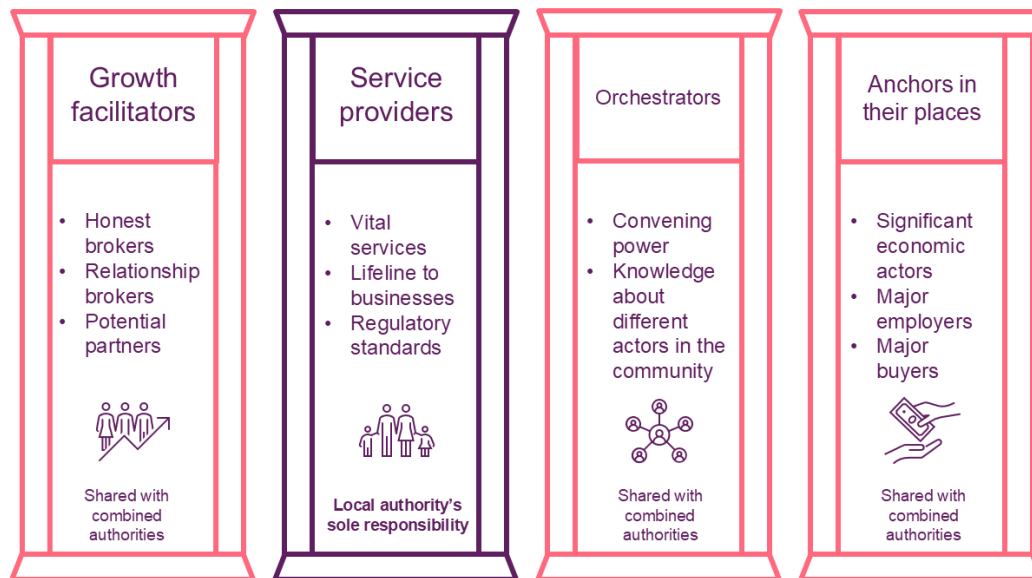 Growth
facilitators
• Honest
brokers
• Relationship
brokers
• Potential
partners
Shared with
combined
authorities
Service
providers
• Vital
services
• Lifeline to
businesses
• Regulatory
standards
Local authority's
sole responsibility
Orchestrators
• Convening
power
• Knowledge
about
different
actors in the
community
Shared with
combined
authorities
Anchors in
their places
• Significant
economic
actors
• Major
employers
• Major
buyers
Shared with
combined
authorities